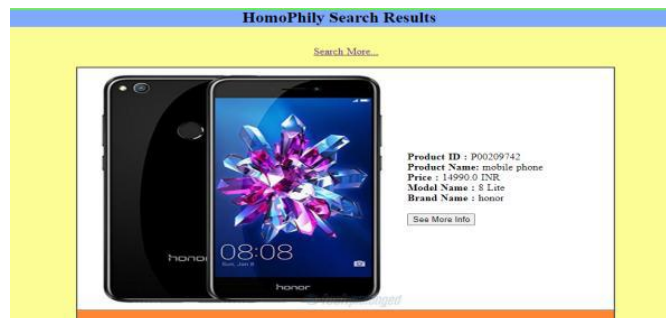 HomoPhily Search Results
Search More...
honor
08:08
honor
Product ID : P00209742
Product Name: mobile phone
Price : 14990.0 INR
Model Name : 8 Lite
Brand Name : honor
See More Info